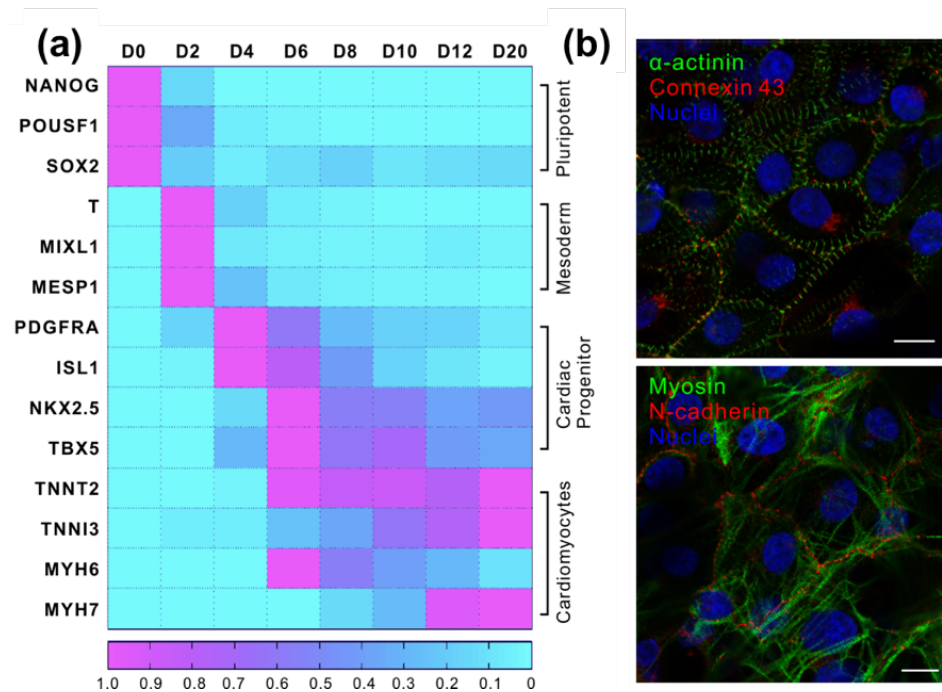 (a)
D0 D2 D4 D6 D8 D10 D12 D20
NANOG
POUSF1
SOX2
T
MIXL1
MESP1
PDGFRA
ISL1
NKX2.5
TBX5
TNNT2
TNNI3
MYH6
MYH7
Pluripotent
Mesoderm
Cardiac
Progenitor
Cardiomyocytes
1.0 0.9 0.8 0.7 0.6 0.5 0.4 0.3 0.2 0.1 0
(b)
α-actinin
Connexin 43
Nuclei
Myosin
N-cadherin
Nuclei